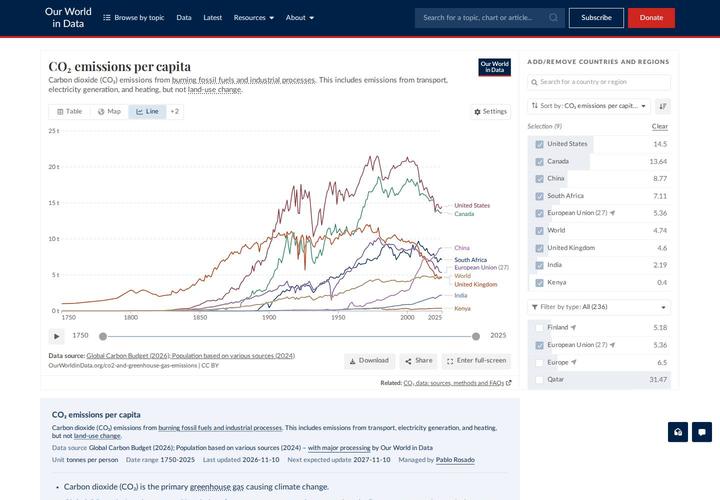 Our World
in Data
Browse by topic
Data
Latest
Resources
About
Search for a topic, chart or article...
Subscribe
Donate
CO₂ emissions per capita
Our World
in Data
Carbon dioxide (CO₂) emissions from burning fossil fuels and industrial processes. This includes emissions from transport,
electricity generation, and heating, but not land-use change.
Table
Map
Line
+2
Settings
25 t
20 t
15 t
10 t
5 t
0 t
1750
1800
1850
1900
1950
2000
2025
United States
Canada
China
South Africa
European Union (27)
World
United Kingdom
India
Kenya
1750
2025
Data source: Global Carbon Budget (2026); Population based on various sources (2024)
OurWorldinData.org/co2-and-greenhouse-gas-emissions | CC BY
Download
Share
Enter full-screen
Related: CO₂ data: sources, methods and FAQs
ADD/REMOVE COUNTRIES AND REGIONS
Search for a country or region
Sort by: CO₂ emissions per capit...
Selection (9)
Clear
United States 14.5
Canada 13.64
China 8.77
South Africa 7.11
European Union (27) 5.36
World 4.74
United Kingdom 4.6
India 2.19
Kenya 0.4
Filter by type: All (236)
Finland 5.18
European Union (27) 5.36
Europe 6.5
Qatar 31.47
CO₂ emissions per capita
Carbon dioxide (CO₂) emissions from burning fossil fuels and industrial processes. This includes emissions from transport, electricity generation, and heating,
but not land-use change.
Data source Global Carbon Budget (2026); Population based on various sources (2024) – with major processing by Our World in Data
Unit tonnes per person Date range 1750-2025 Last updated 2026-11-10 Next expected update 2027-11-10 Managed by Pablo Rosado
• Carbon dioxide (CO₂) is the primary greenhouse gas causing climate change.